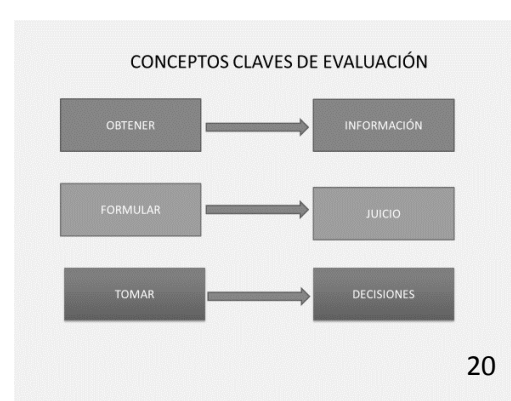 CONCEPTOS CLAVES DE EVALUACIÓN
OBTENER
INFORMACIÓN
FORMULAR
JUICIO
TOMAR
DECISIONES
20